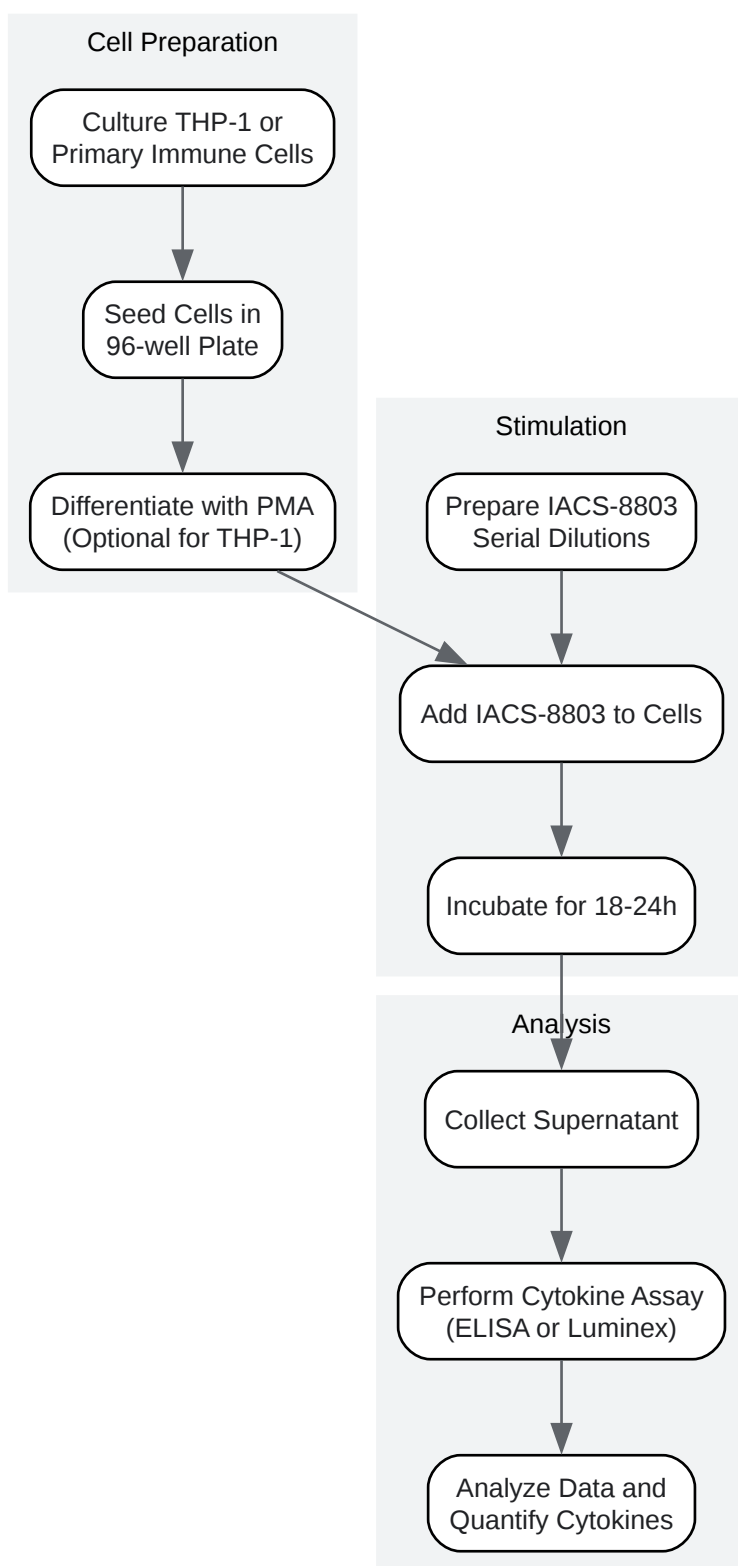 Cell Preparation
Culture THP-1 or
Primary Immune Cells
Seed Cells in
96-well Plate
Differentiate with PMA
(Optional for THP-1)
Stimulation
Prepare IACS-8803
Serial Dilutions
Add IACS-8803 to Cells
Incubate for 18-24h
Analysis
Collect Supernatant
Perform Cytokine Assay
(ELISA or Luminex)
Analyze Data and
Quantify Cytokines